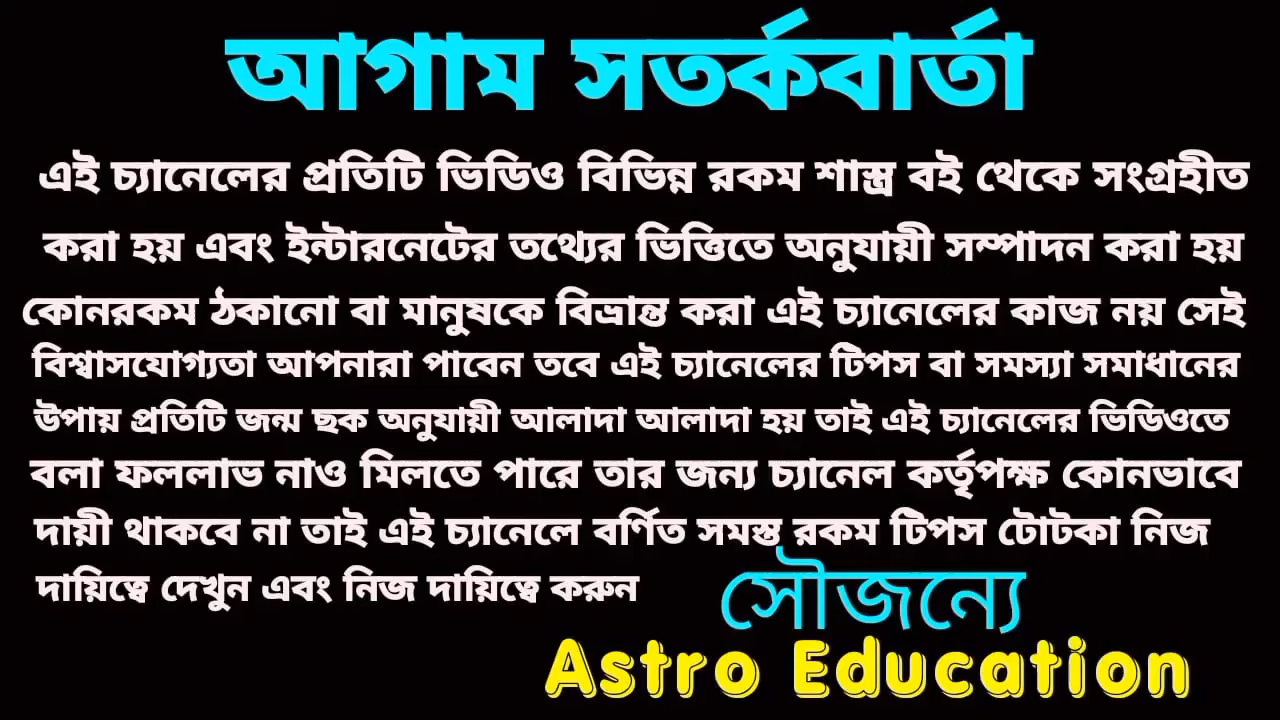 আগাম সতর্কবার্তা
এই চ্যানেলের প্রতিটি ভিডিও বিভিন্ন রকম শাস্ত্র বই থেকে সংগ্রহীত
করা হয় এবং ইন্টারনেটের তথ্যের ভিত্তিতে অনুযায়ী সম্পাদন করা হয়
কোনরকম ঠকানো বা মানুষকে বিভ্রান্ত করা এই চ্যানেলের কাজ নয় সেই
বিশ্বাসযোগ্যতা আপনারা পাবেন তবে এই চ্যানেলের টিপস বা সমস্যা সমাধানের
উপায় প্রতিটি জন্ম ছক অনুযায়ী আলাদা আলাদা হয় তাই এই চ্যানেলের ভিডিওতে
বলা ফললাভ নাও মিলতে পারে তার জন্য চ্যানেল কর্তৃপক্ষ কোনভাবে
দায়ী থাকবে না তাই এই চ্যানেলে বর্ণিত সমস্ত রকম টিপস টোটকা নিজ
দায়িত্বে দেখুন এবং নিজ দায়িত্বে করুন
সৌজন্যে
Astro Education